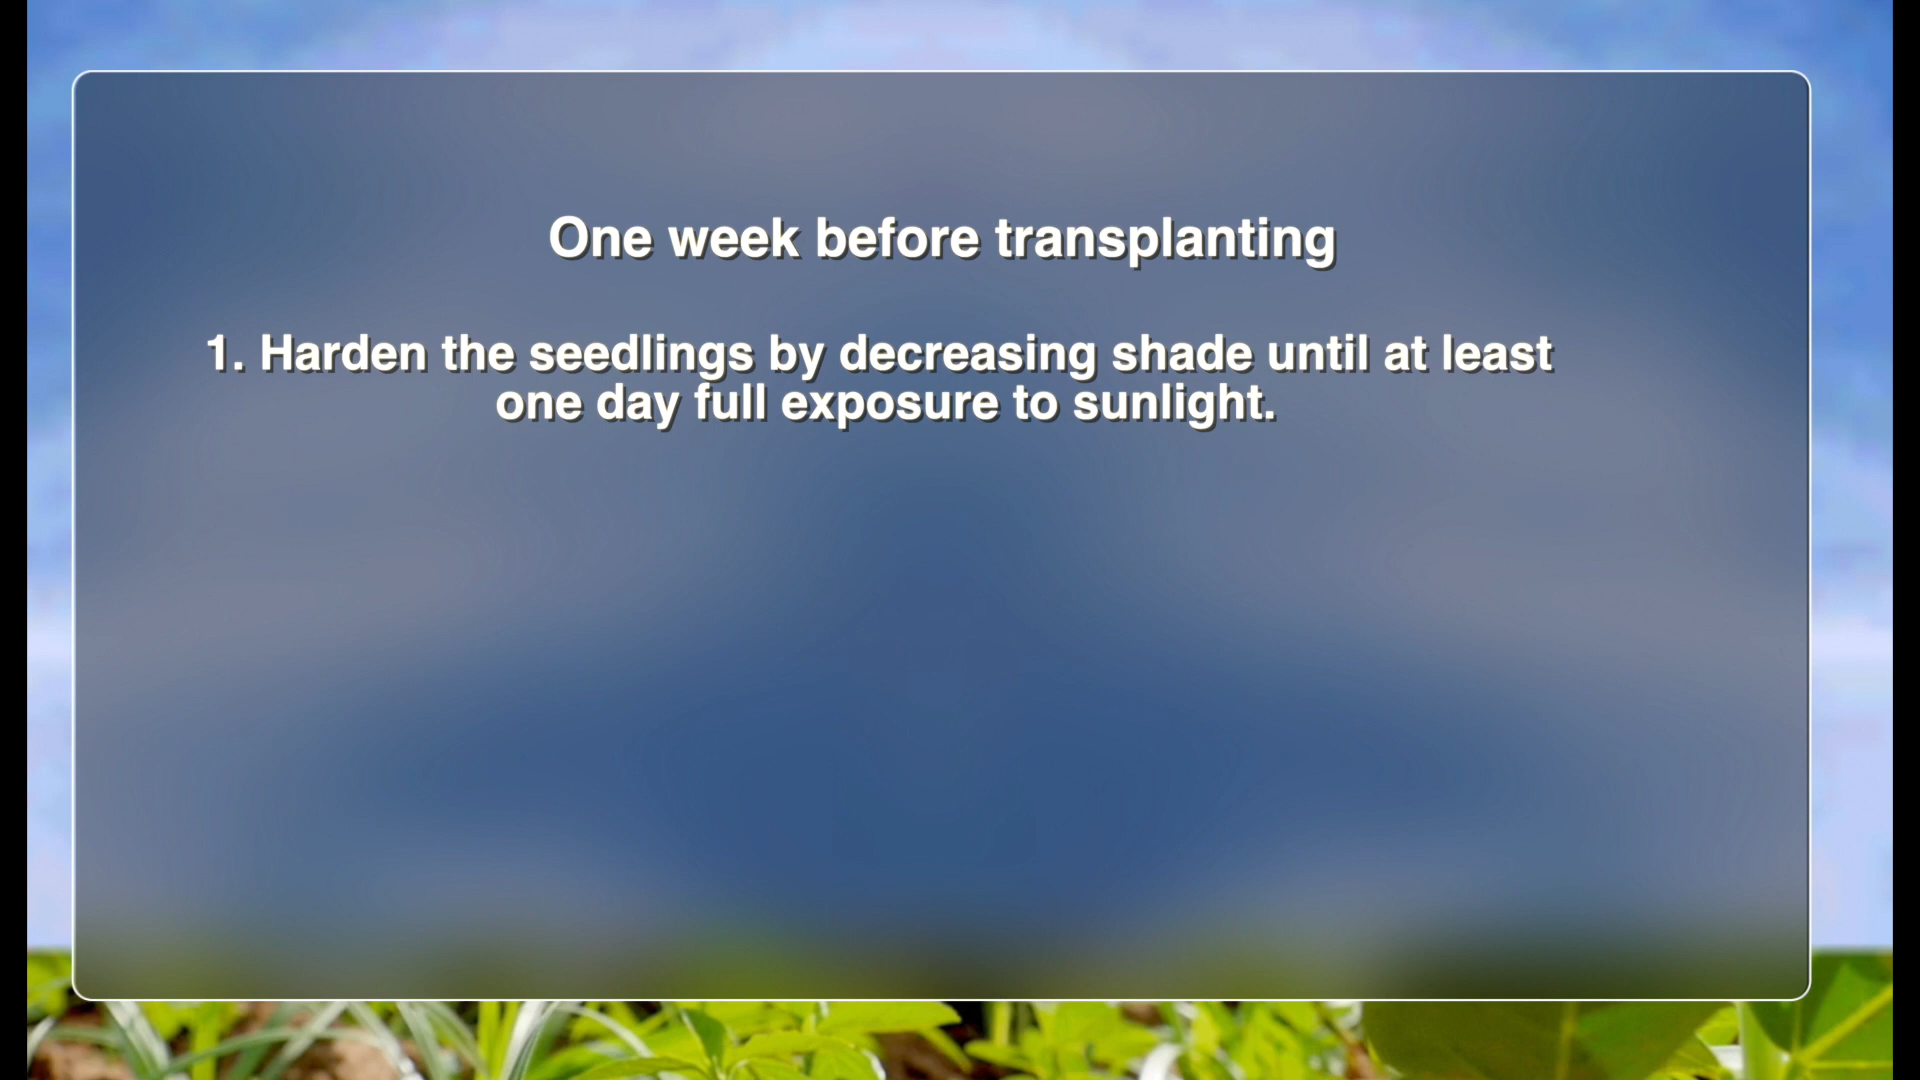 One week before transplanting
1. Harden the seedlings by decreasing shade until at least
one day full exposure to sunlight.